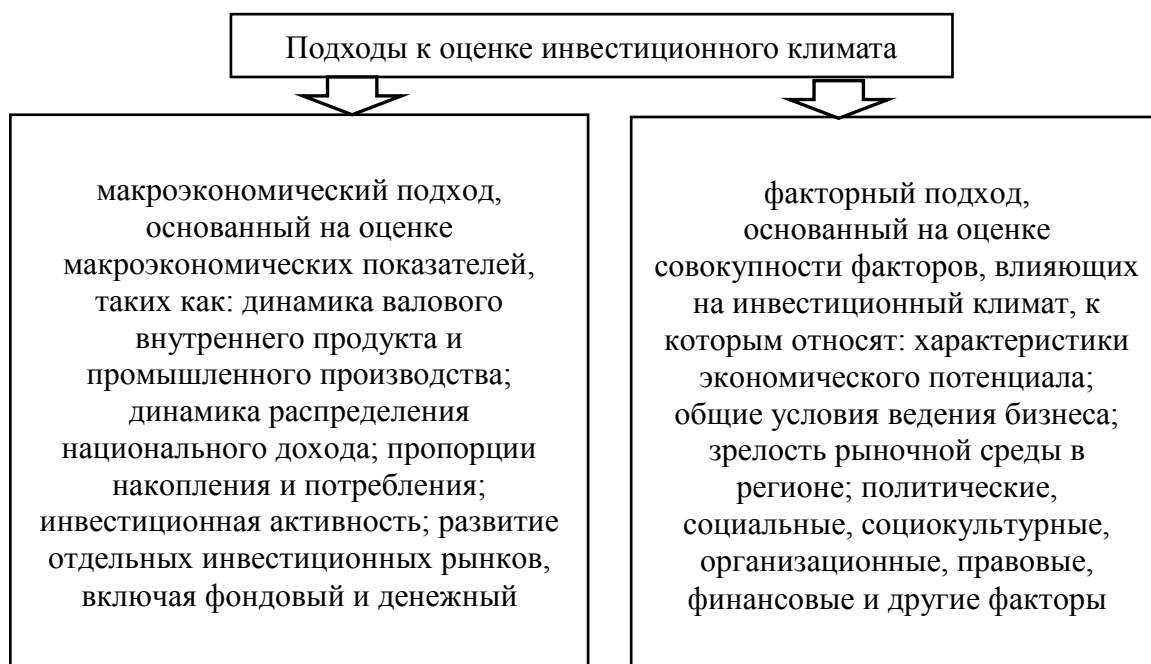 Подходы к оценке инвестиционного климата
макроэкономический подход,
основанный на оценке
макроэкономических показателей,
таких как: динамика валового
внутреннего продукта и
промышленного производства;
динамика распределения
национального дохода; пропорции
накопления и потребления;
инвестиционная активность; развитие
отдельных инвестиционных рынков,
включая фондовый и денежный
факторный подход,
основанный на оценке
совокупности факторов, влияющих
на инвестиционный климат, к
которым относят: характеристики
экономического потенциала;
общие условия ведения бизнеса;
зрелость рыночной среды в
регионе; политические,
социальные, социокультурные,
организационные, правовые,
финансовые и другие факторы